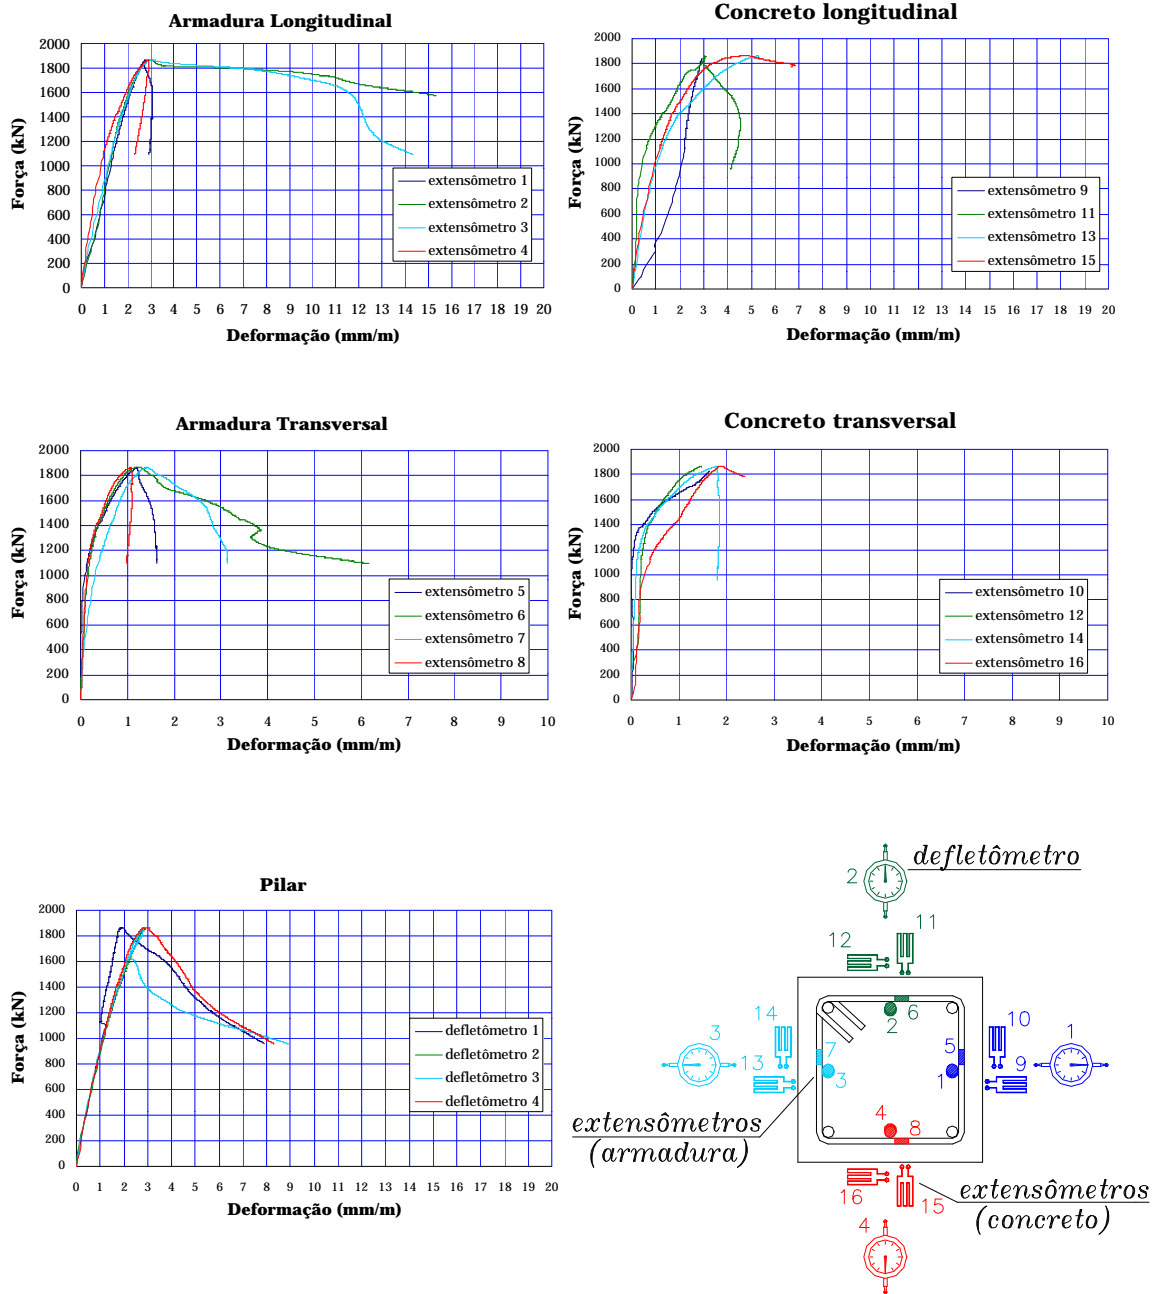 Armadura Longitudinal
2000
1800
1600
1400
1200
1000
800
600
400
200
0
Força (kN)
0 1 2 3 4 5 6 7 8 9 10 11 12 13 14 15 16 17 18 19 20
Deformação (mm/m)
extensômetro 1
extensômetro 2
extensômetro 3
extensômetro 4
Concreto longitudinal
2000
1800
1600
1400
1200
1000
800
600
400
200
0
Força (kN)
0 1 2 3 4 5 6 7 8 9 10 11 12 13 14 15 16 17 18 19 20
Deformação (mm/m)
extensômetro 9
extensômetro 11
extensômetro 13
extensômetro 15
Armadura Transversal
2000
1800
1600
1400
1200
1000
800
600
400
200
0
Força (kN)
0 1 2 3 4 5 6 7 8 9 10
Deformação (mm/m)
extensômetro 5
extensômetro 6
extensômetro 7
extensômetro 8
Concreto transversal
2000
1800
1600
1400
1200
1000
800
600
400
200
0
Força (kN)
0 1 2 3 4 5 6 7 8 9 10
Deformação (mm/m)
extensômetro 10
extensômetro 12
extensômetro 14
extensômetro 16
Pilar
2000
1800
1600
1400
1200
1000
800
600
400
200
0
Força (kN)
0 1 2 3 4 5 6 7 8 9 10 11 12 13 14 15 16 17 18 19 20
Deformação (mm/m)
defletômetro 1
defletômetro 2
defletômetro 3
defletômetro 4
defletômetro
2
11
12
2 6
14
3
13
7
3
10
1
9
5
1
4
8
extensômetros
(armadura)
16
15
4
extensômetros
(concreto)